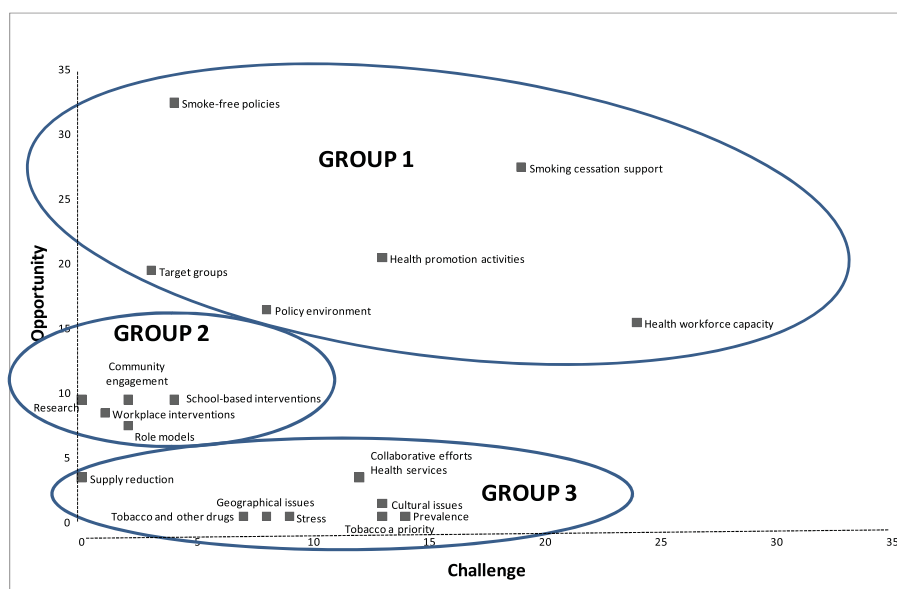 35
Smoke-free policies
30
GROUP 1
Smoking cessation support
25
Opportunity
20
Health promotion activities
Target groups
Policy environment
15
Health workforce capacity
GROUP 2
Community
engagement
10
School-based interventions
Research
Workplace interventions
Role models
5
Collaborative efforts
Health services
Supply reduction
GROUP 3
Geographical issues
Cultural issues
Tobacco and other drugs
Stress
Prevalence
0
Tobacco a priority
0 5 10 15 20 25 30 35
Challenge